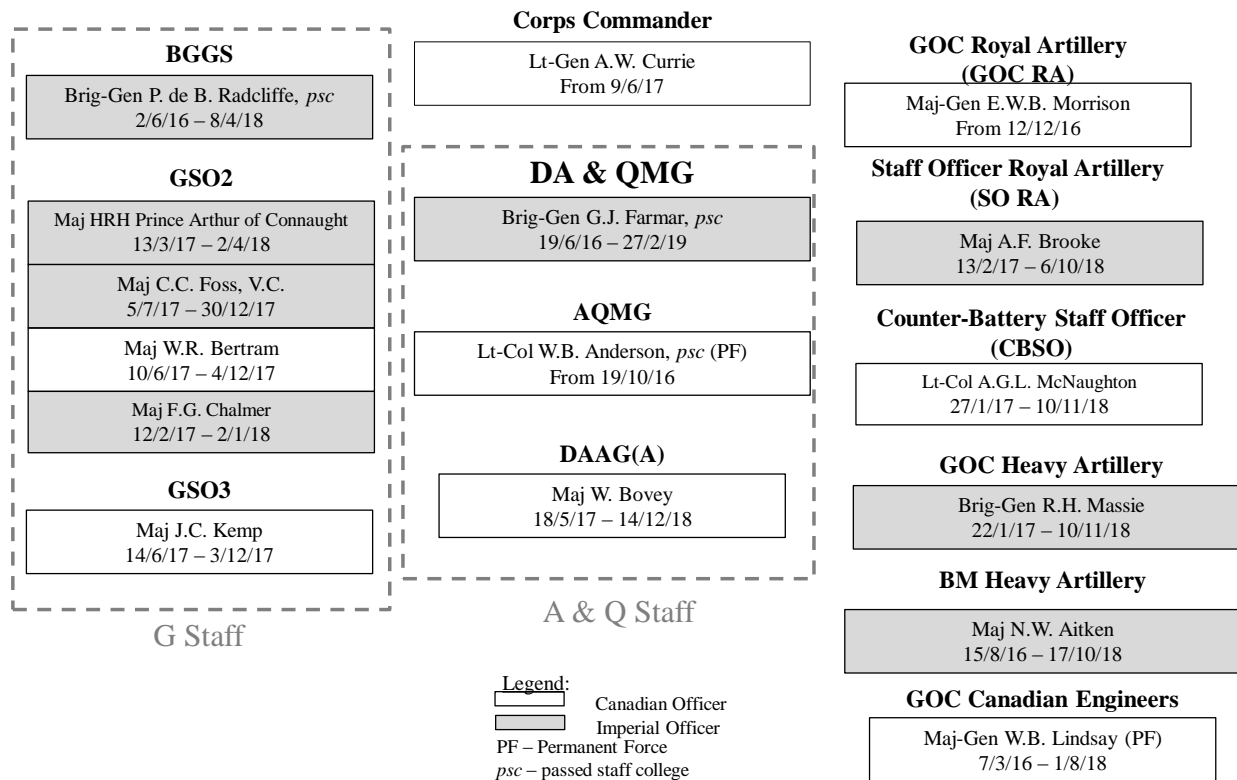 BGGS
Brig-Gen P. de B. Radcliffe, psc
2/6/16 – 8/4/18
GSO2
Maj HRH Prince Arthur of Connaught
13/3/17 – 2/4/18
Maj C.C. Foss, V.C.
5/7/17 – 30/12/17
Maj W.R. Bertram
10/6/17 – 4/12/17
Maj F.G. Chalmer
12/2/17 – 2/1/18
GSO3
Maj J.C. Kemp
14/6/17 – 3/12/17
G Staff
Corps Commander
Lt-Gen A.W. Currie
From 9/6/17
DA & QMG
Brig-Gen G.J. Farmar, psc
19/6/16 – 27/2/19
AQMG
Lt-Col W.B. Anderson, psc (PF)
From 19/10/16
DAAG(A)
Maj W. Bovey
18/5/17 – 14/12/18
A & Q Staff
Legend:
Canadian Officer
Imperial Officer
PF – Permanent Force
psc – passed staff college
GOC Royal Artillery
(GOC RA)
Maj-Gen E.W.B. Morrison
From 12/12/16
Staff Officer Royal Artillery
(SO RA)
Maj A.F. Brooke
13/2/17 – 6/10/18
Counter-Battery Staff Officer
(CBSO)
Lt-Col A.G.L. McNaughton
27/1/17 – 10/11/18
GOC Heavy Artillery
Brig-Gen R.H. Massie
22/1/17 – 10/11/18
BM Heavy Artillery
Maj N.W. Aitken
15/8/16 – 17/10/18
GOC Canadian Engineers
Maj-Gen W.B. Lindsay (PF)
7/3/16 – 1/8/18